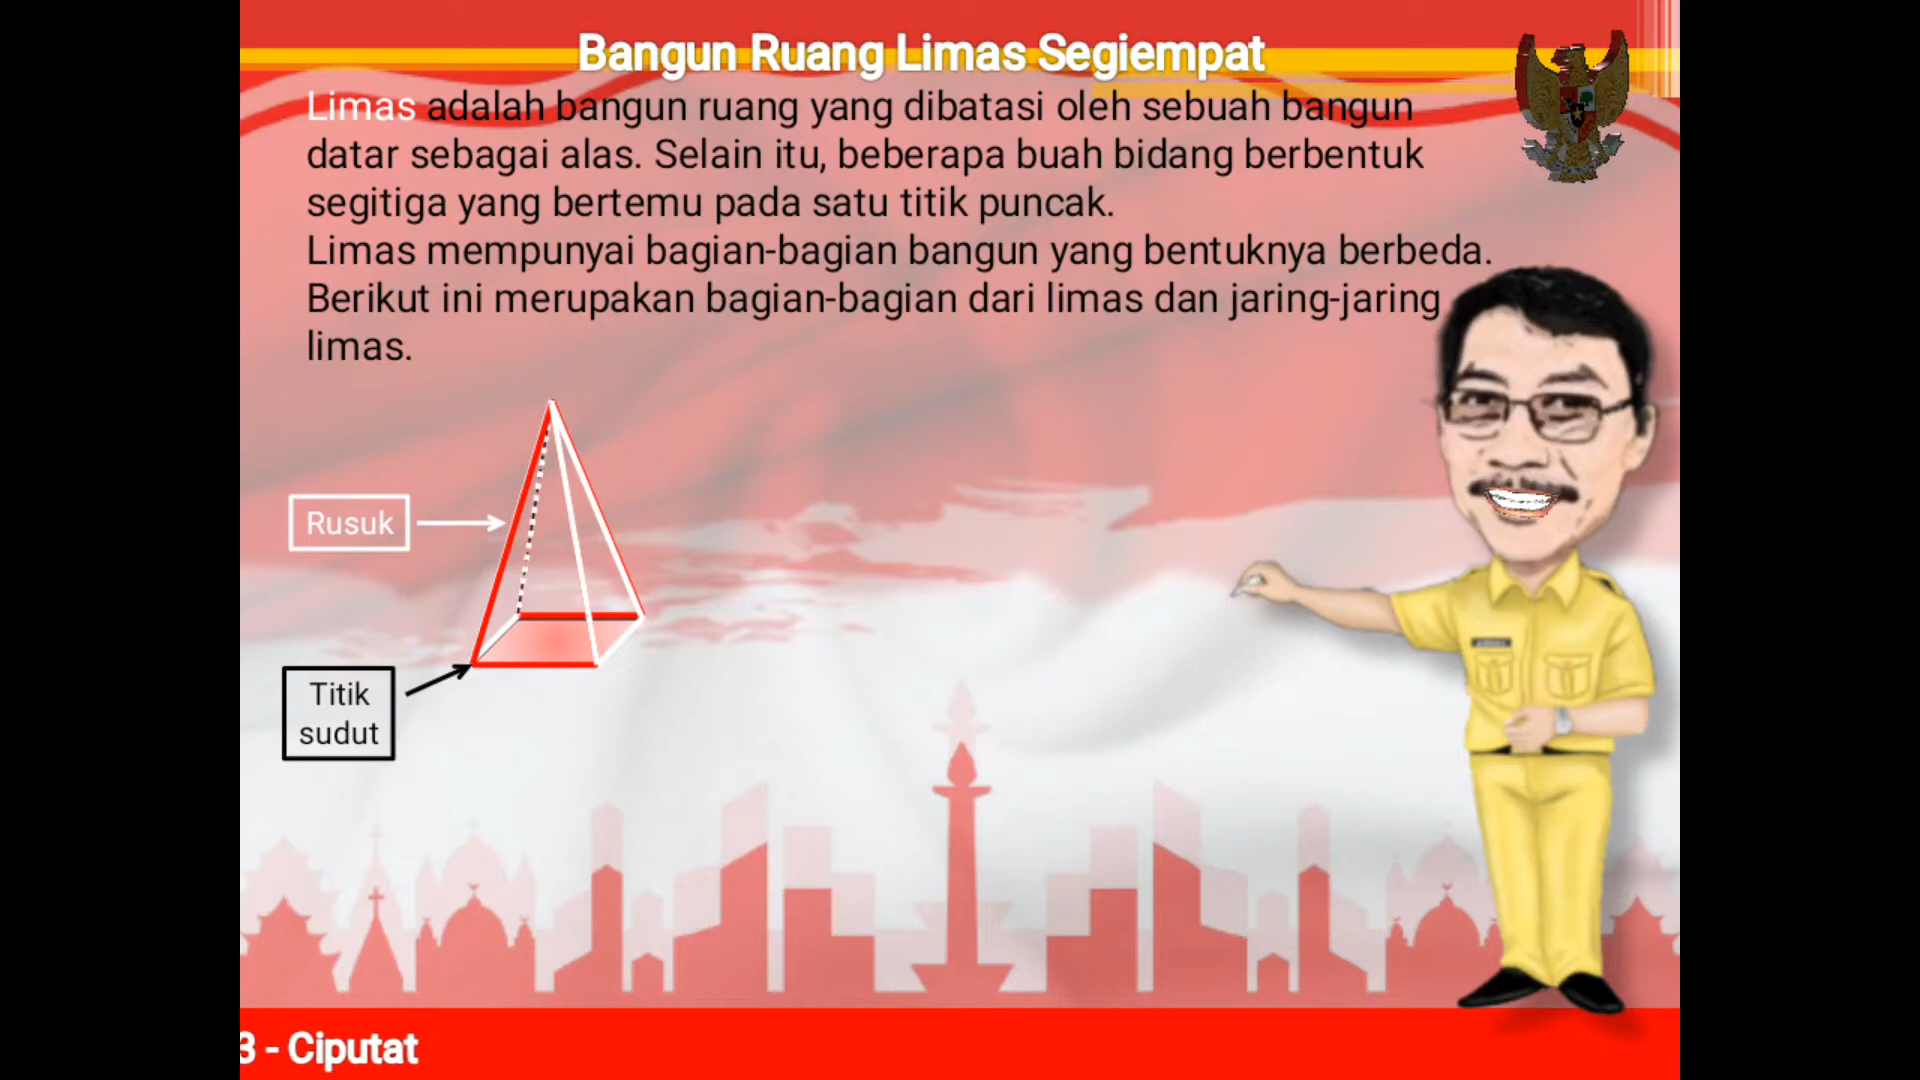 Bangun Ruang Limas Segiempat
Limas adalah bangun ruang yang dibatasi oleh sebuah bangun
datar sebagai alas. Selain itu, beberapa buah bidang berbentuk
segitiga yang bertemu pada satu titik puncak.
Limas mempunyai bagian-bagian bangun yang bentuknya berbeda.
Berikut ini merupakan bagian-bagian dari limas dan jaring-jaring
limas.
Rusuk
Titik
sudut
3 - Ciputat